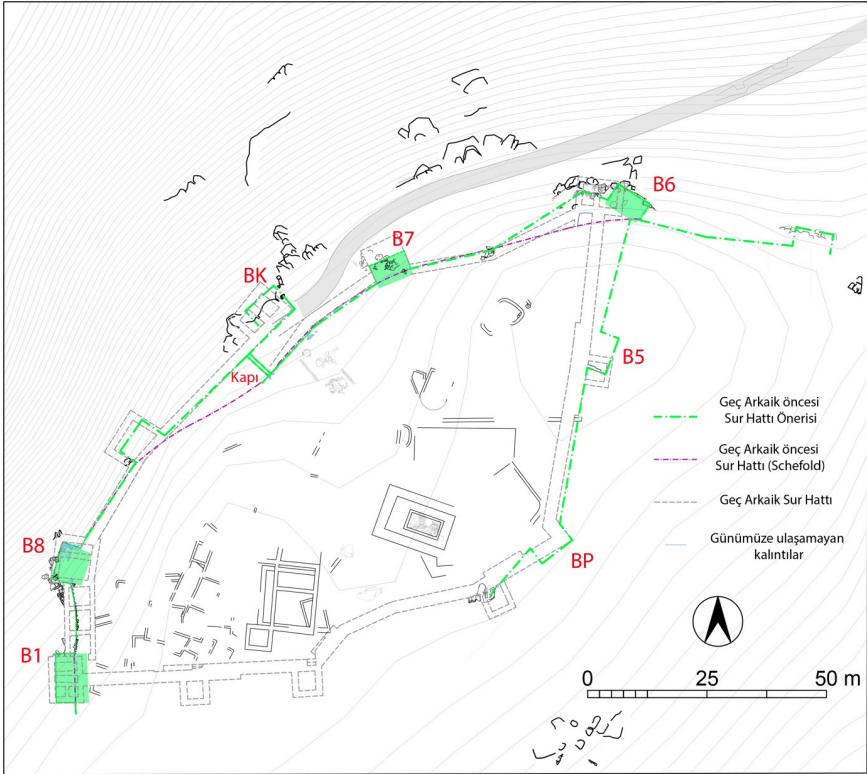 B6
B7
BK
B5
Kapı
Geç Arkaik öncesi
Sur Hattı Önerisi
Geç Arkaik öncesi
Sur Hattı (Schefold)
Geç Arkaik Sur Hattı
Günümüze ulaşamayan
kalıntılar
B8
BP
B1
0 25 50 m